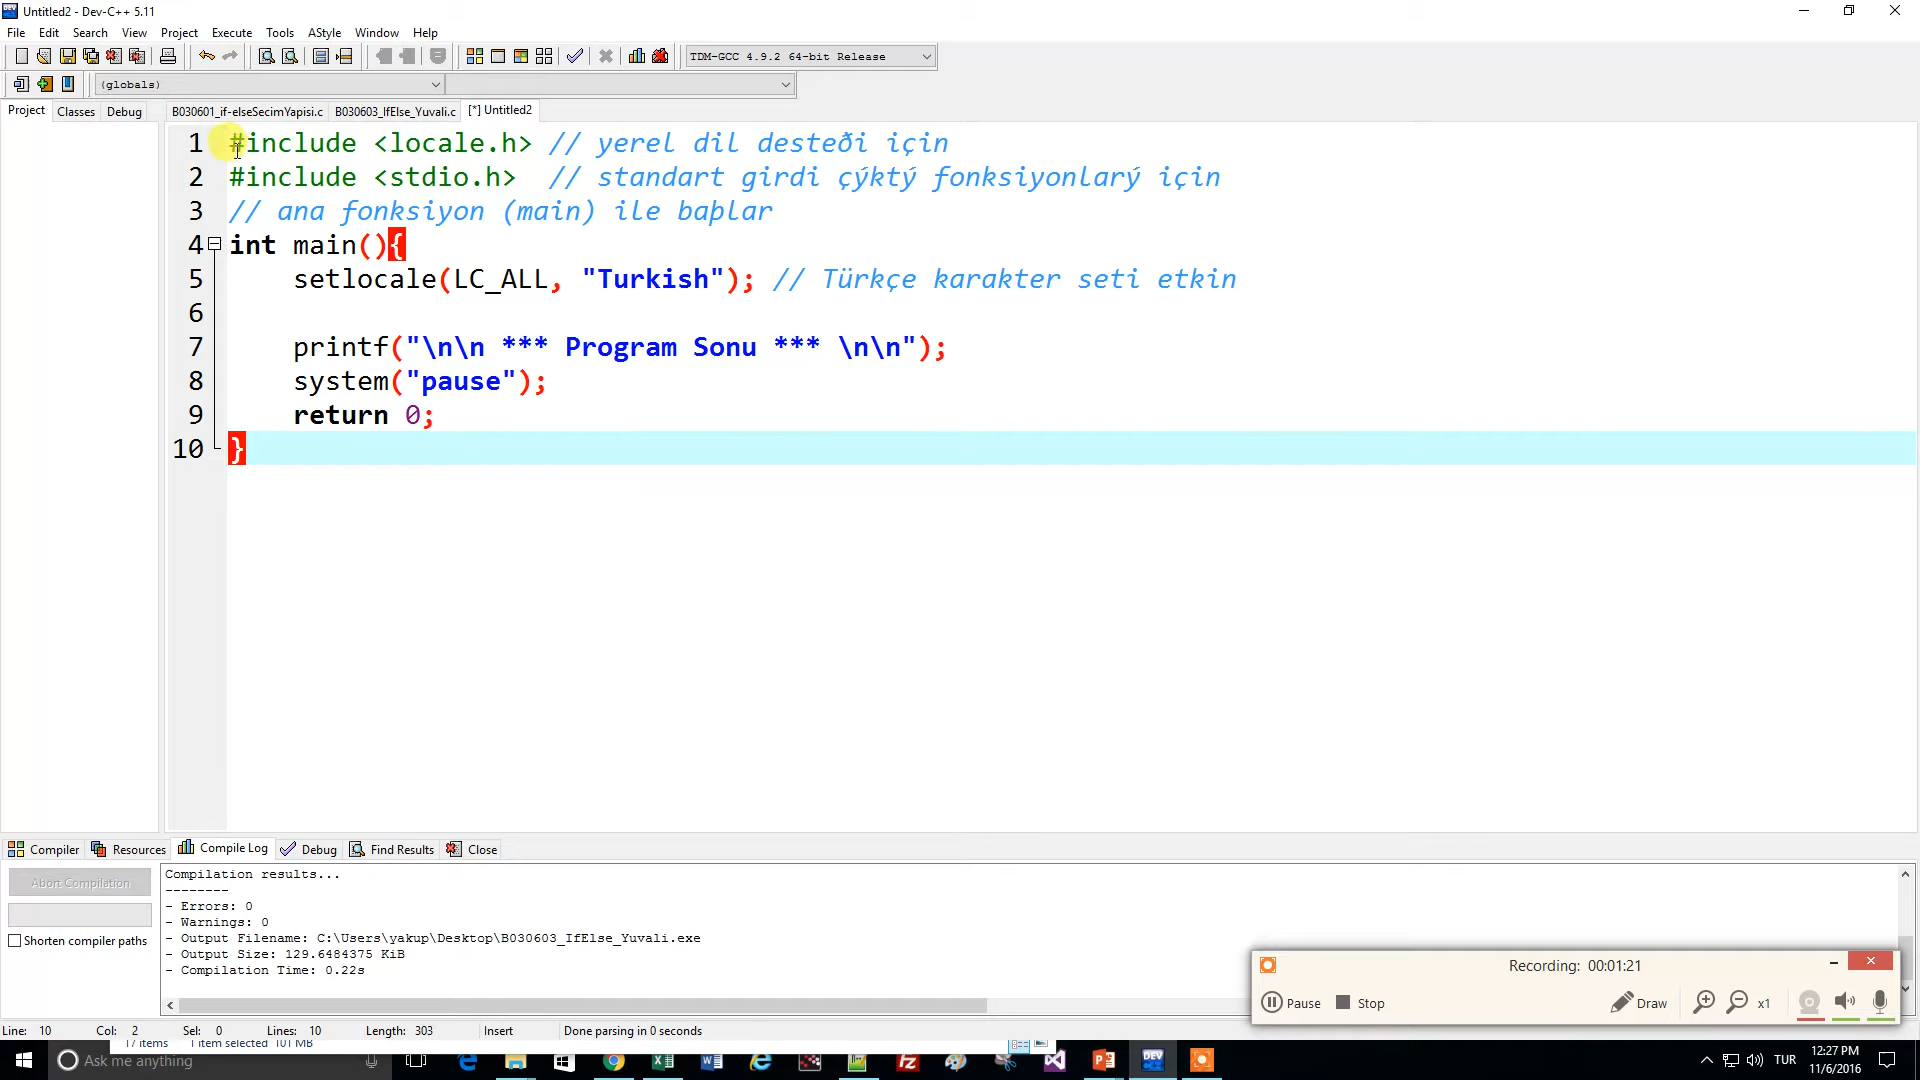 Untitled2 - Dev-C++ 5.11
File Edit Search View Project Execute Tools AStyle Window Help
TDM-GCC 4.9.2 64-bit Release
(globals)
Project Classes Debug B030601_if-elseSecimYapisi.c B030603_IfElse_Yuvali.c [*] Untitled2
1 #include <locale.h> // yerel dil desteði için
2 #include <stdio.h> // standart girdi çýktý fonksiyonlarý için
3 // ana fonksiyon (main) ile baþlar
4 int main(){
5 setlocale(LC_ALL, "Turkish"); // Türkçe karakter seti etkin
6
7 printf("\n\n *** Program Sonu *** \n\n");
8 system("pause");
9 return 0;
10 }
Compiler Resources Compile Log Debug Find Results Close
Abort Compilation
Shorten compiler paths
Compilation results...
--------
- Errors: 0
- Warnings: 0
- Output Filename: C:\Users\yakup\Desktop\B030603_IfElse_Yuvali.exe
- Output Size: 129.6484375 KiB
- Compilation Time: 0.22s
Recording: 00:01:21
Pause Stop Draw x1
Line: 10 Col: 2 Sel: 0 Lines: 10 Length: 303 Insert Done parsing in 0 seconds
17 items 1 item selected 101 MB
Ask me anything
DEV
TUR
12:27 PM
11/6/2016